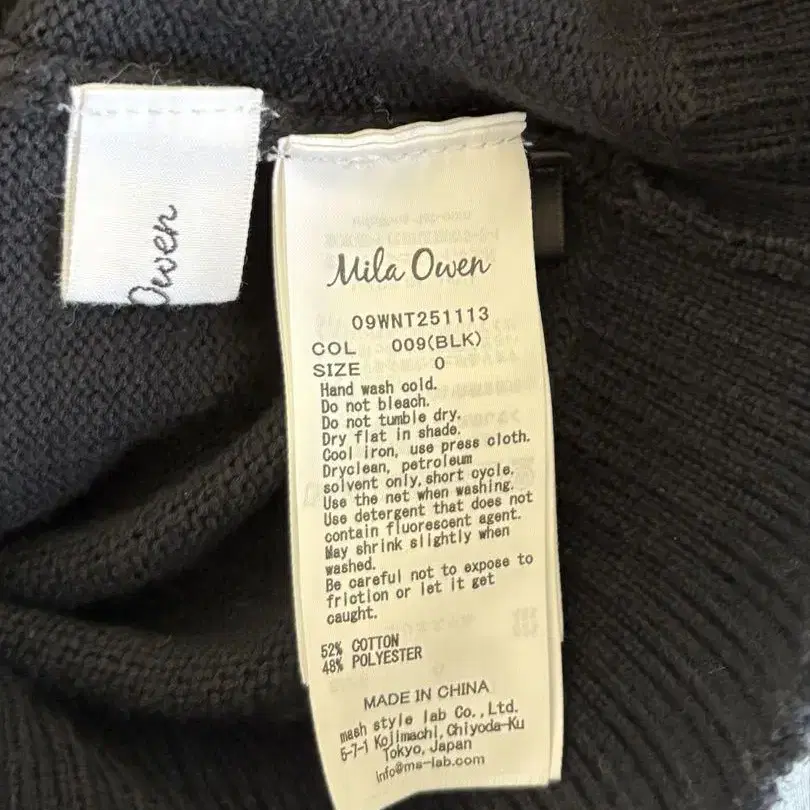 Owen
Mila Owen
09WNT251113
COL 009(BLK)
SIZE 0
Hand wash cold.
Do not bleach.
Do not tumble dry.
Dry flat in shade.
Cool iron, use press cloth.
Dryclean, petroleum
solvent only, short cycle.
Use the net when washing.
Use detergent that does not
contain fluorescent agent.
May shrink slightly when
washed.
Be careful not to expose to
friction or let it get
caught.
52% COTTON
48% POLYESTER
MADE IN CHINA
mash style lab Co.,Ltd.
5-7-1 Kojimachi,Chiyoda-Ku
Tokyo,Japan
info@ms-lab.com